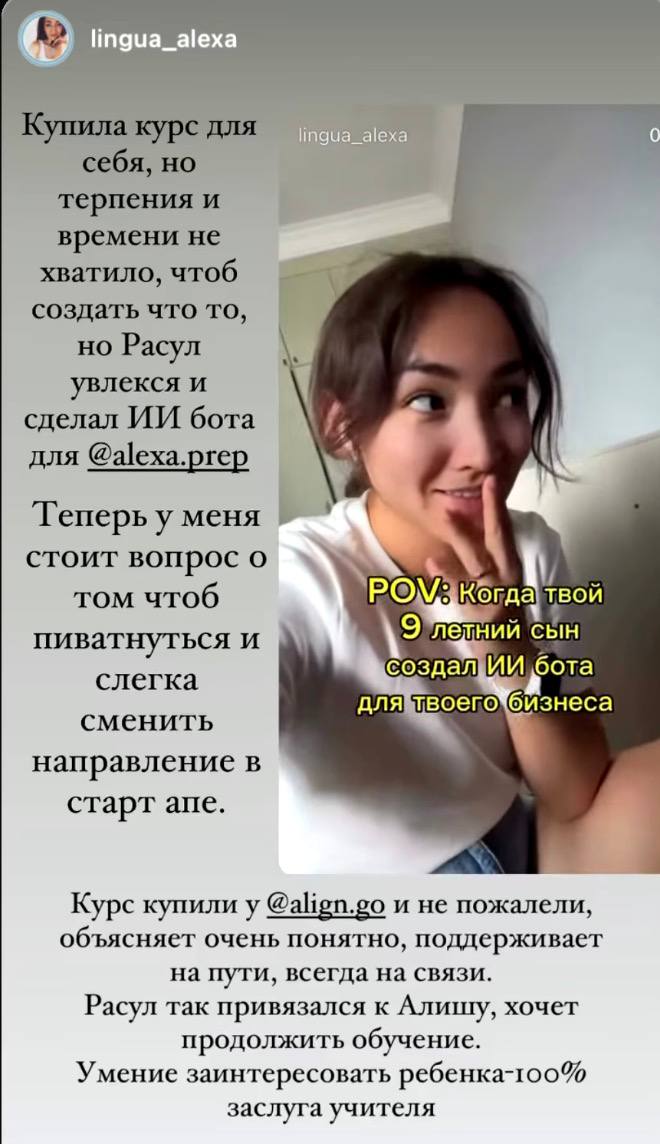 lingua_alexa
Купила курс для
себя, но
терпения и
времени не
хватило, чтоб
создать что то,
но Расул
увлекся и
сделал ИИ бота
для @alexa.prep
Теперь у меня
стоит вопрос о
том чтоб
пиватнуться и
слегка
сменить
направление в
старт апе.
lingua_alexa
0
POV: Когда твой
9 летний сын
создал ИИ бота
для твоего бизнеса
Курс купили у @align.go и не пожалели,
объясняет очень понятно, поддерживает
на пути, всегда на связи.
Расул так привязался к Алишу, хочет
продолжить обучение.
Умение заинтересовать ребенка-100%
заслуга учителя